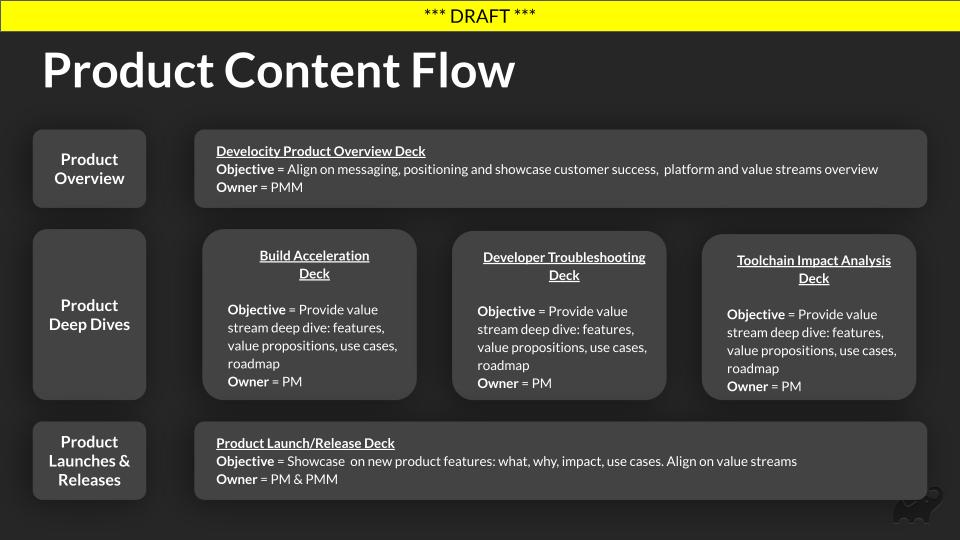 *** DRAFT ***
Product Content Flow
Product
Overview
Develocity Product Overview Deck
Objective = Align on messaging, positioning and showcase customer success,  platform and value streams overview
Owner = PMM
Product
Deep Dives
Build Acceleration
Deck
Objective = Provide value
stream deep dive: features,
value propositions, use cases,
roadmap
Owner = PM
Developer Troubleshooting
Deck
Objective = Provide value
stream deep dive: features,
value propositions, use cases,
roadmap
Owner = PM
Toolchain Impact Analysis
Deck
Objective = Provide value
stream deep dive: features,
value propositions, use cases,
roadmap
Owner = PM
Product
Launches &
Releases
Product Launch/Release Deck
Objective = Showcase  on new product features: what, why, impact, use cases. Align on value streams
Owner = PM & PMM